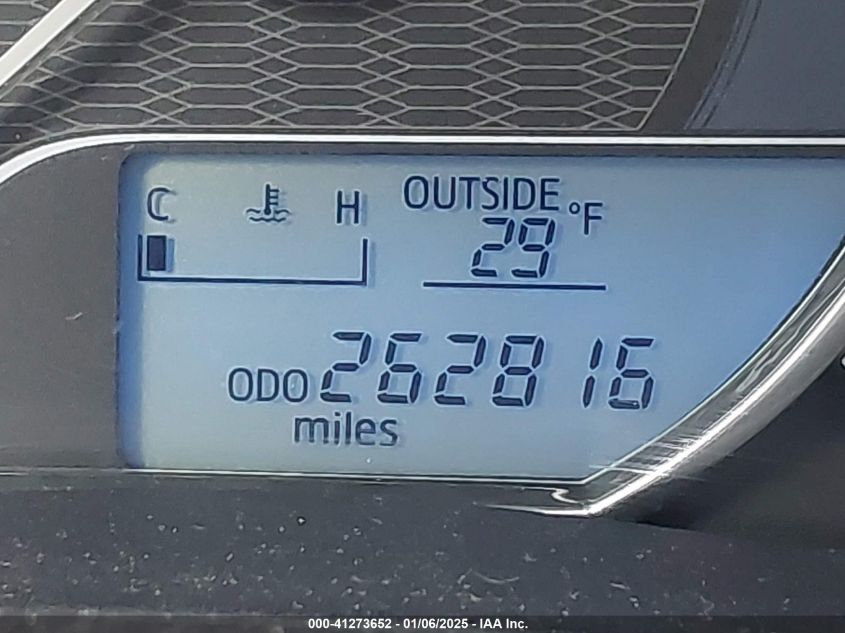 C H OUTSIDE °F
29
ODO 262816
miles
000-41273652 - 01/06/2025 - IAA Inc.